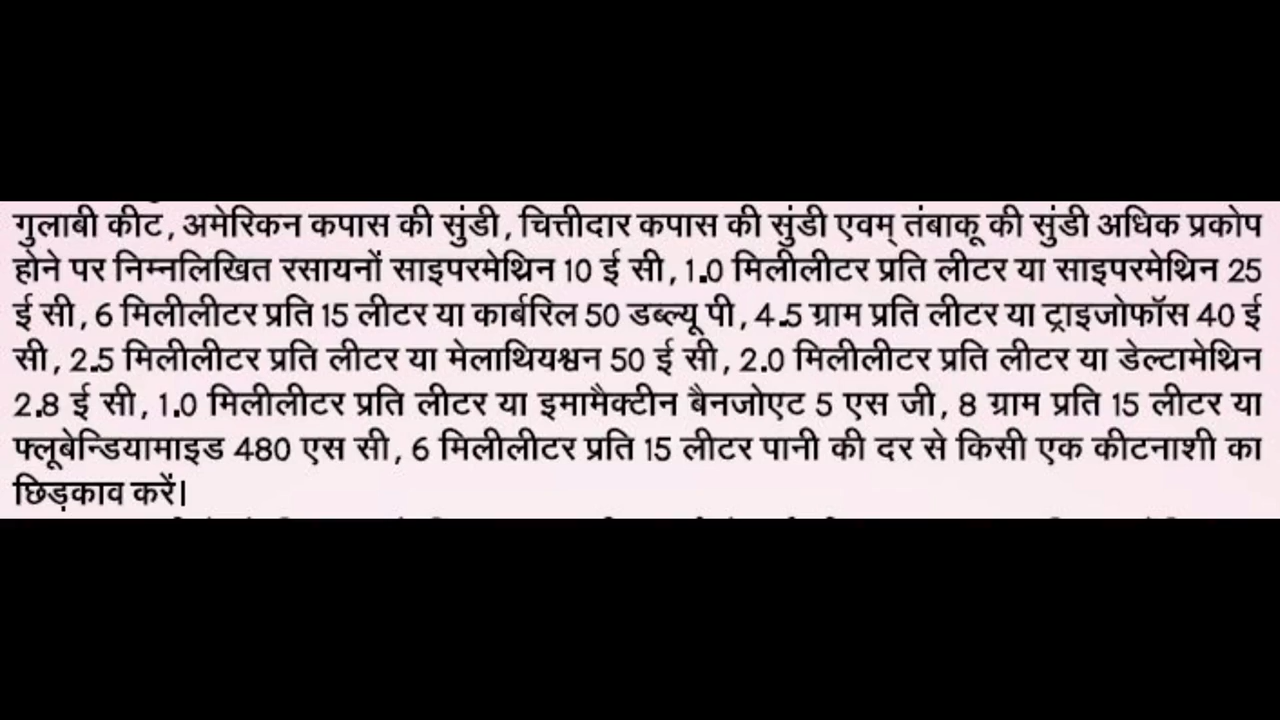 गुलाबी कीट, अमेरिकन कपास की सुंडी, चित्तीदार कपास की सुंडी एवम् तंबाकू की सुंडी अधिक प्रकोप
होने पर निम्नलिखित रसायनों साइपरमेथ्रिन 10 ई सी, 1.0 मिलीलीटर प्रति लीटर या साइपरमेथ्रिन 25
ई सी, 6 मिलीलीटर प्रति 15 लीटर या कार्बरिल 50 डब्ल्यू पी, 4.5 ग्राम प्रति लीटर या ट्राइजोफॉस 40 ई
सी, 2.5 मिलीलीटर प्रति लीटर या मेलाथियश्वन 50 ई सी, 2.0 मिलीलीटर प्रति लीटर या डेल्टामेथ्रिन
2.8 ई सी, 1.0 मिलीलीटर प्रति लीटर या इमामैक्टीन बैनजोएट 5 एस जी, 8 ग्राम प्रति 15 लीटर या
फ्लूबेन्डियामाइड 480 एस सी, 6 मिलीलीटर प्रति 15 लीटर पानी की दर से किसी एक कीटनाशी का
छिड़काव करें।